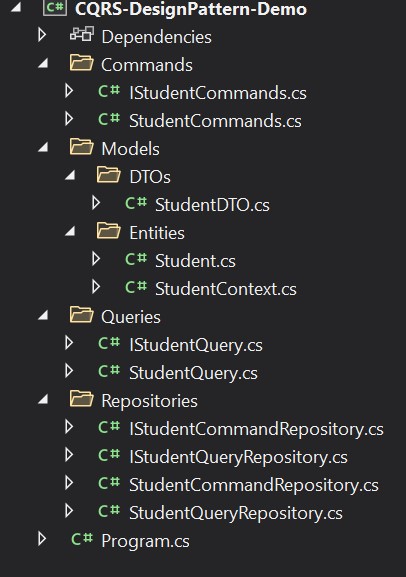 C# CQRS-DesignPattern-Demo
Dependencies
Commands
C# IStudentCommands.cs
C# StudentCommands.cs
Models
DTOs
C# StudentDTO.cs
Entities
C# Student.cs
C# StudentContext.cs
Queries
C# IStudentQuery.cs
C# StudentQuery.cs
Repositories
C# IStudentCommandRepository.cs
C# IStudentQueryRepository.cs
C# StudentCommandRepository.cs
C# StudentQueryRepository.cs
C# Program.cs